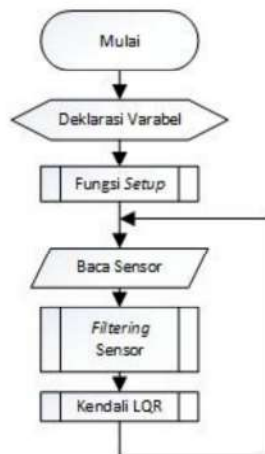 Mulai
Deklarasi Varabel
Fungsi Setup
Baca Sensor
Filtering
Sensor
Kendali LQR